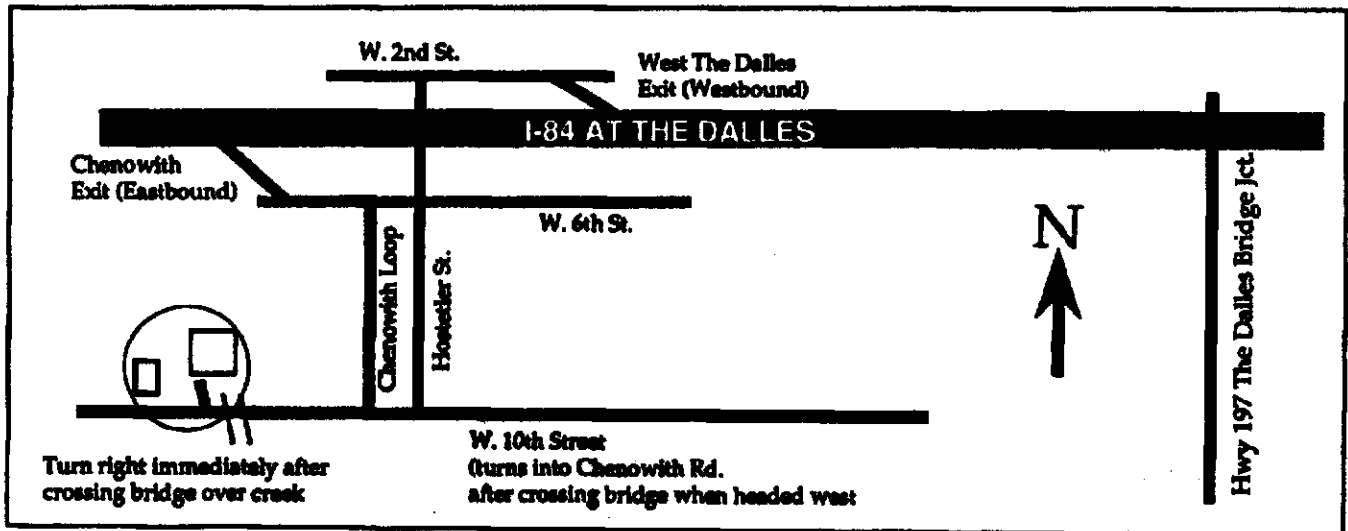 W. 2nd St.
West The Dalles
Exit (Westbound)
I-84 AT THE DALLES
Chenowith
Exit (Eastbound)
W. 6th St.
Chenowith Loop
Hostetler St.
N
Hwy 197 The Dalles Bridge Jct.
Turn right immediately after
crossing bridge over creek
W. 10th Street
(turns into Chenowith Rd.
after crossing bridge when headed west